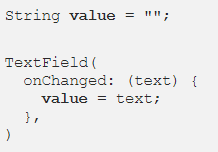 String value = "";
TextField(
  onChanged: (text) {
    value = text;
  },
)